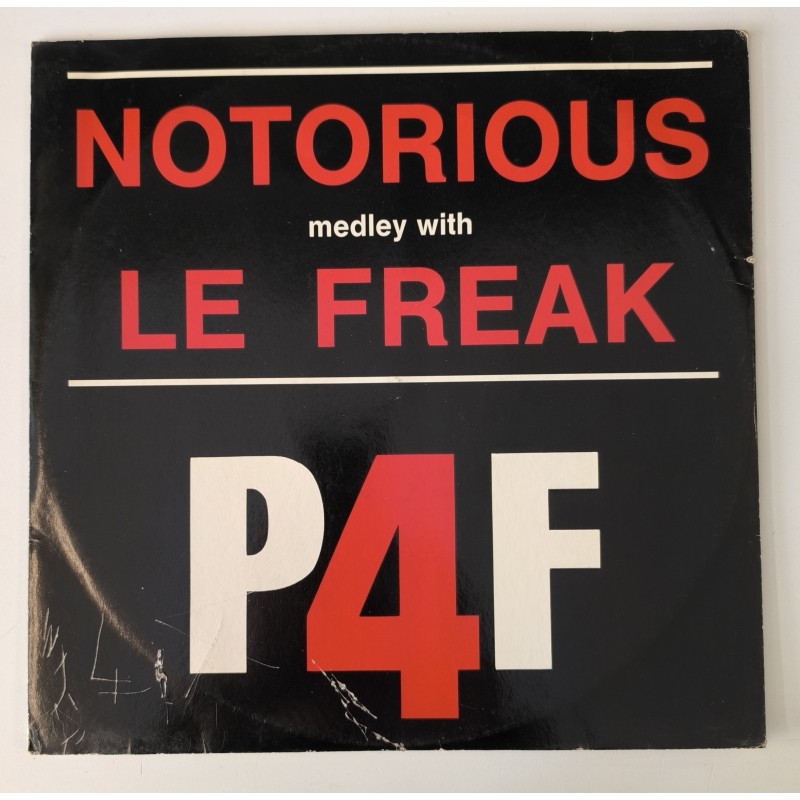 NOTORIOUS
medley with
LE FREAK
P4F